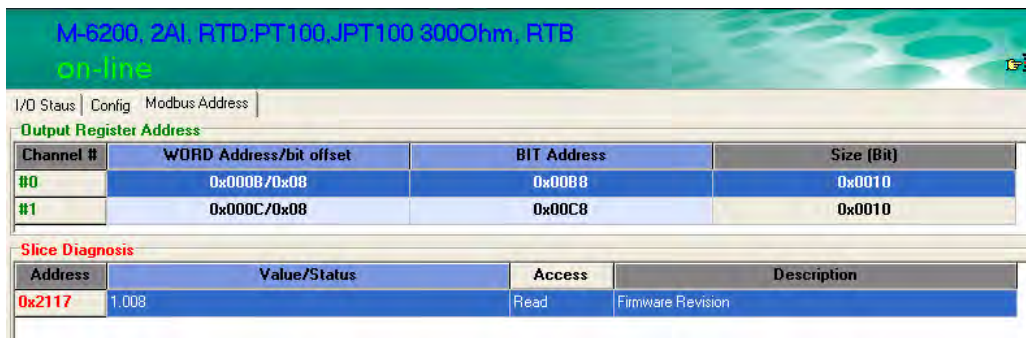 M-6200, 2AI, RTD:PT100,JPT100 300Ohm, RTB
on-line
I/O Staus Config Modbus Address
Output Register Address
Channel # WORD Address/bit offset BIT Address Size (Bit)
#0 0x000B/0x08 0x00B8 0x0010
#1 0x000C/0x08 0x00C8 0x0010
Slice Diagnosis
Address Value/Status Access Description
0x2117 1.008 Read Firmware Revision